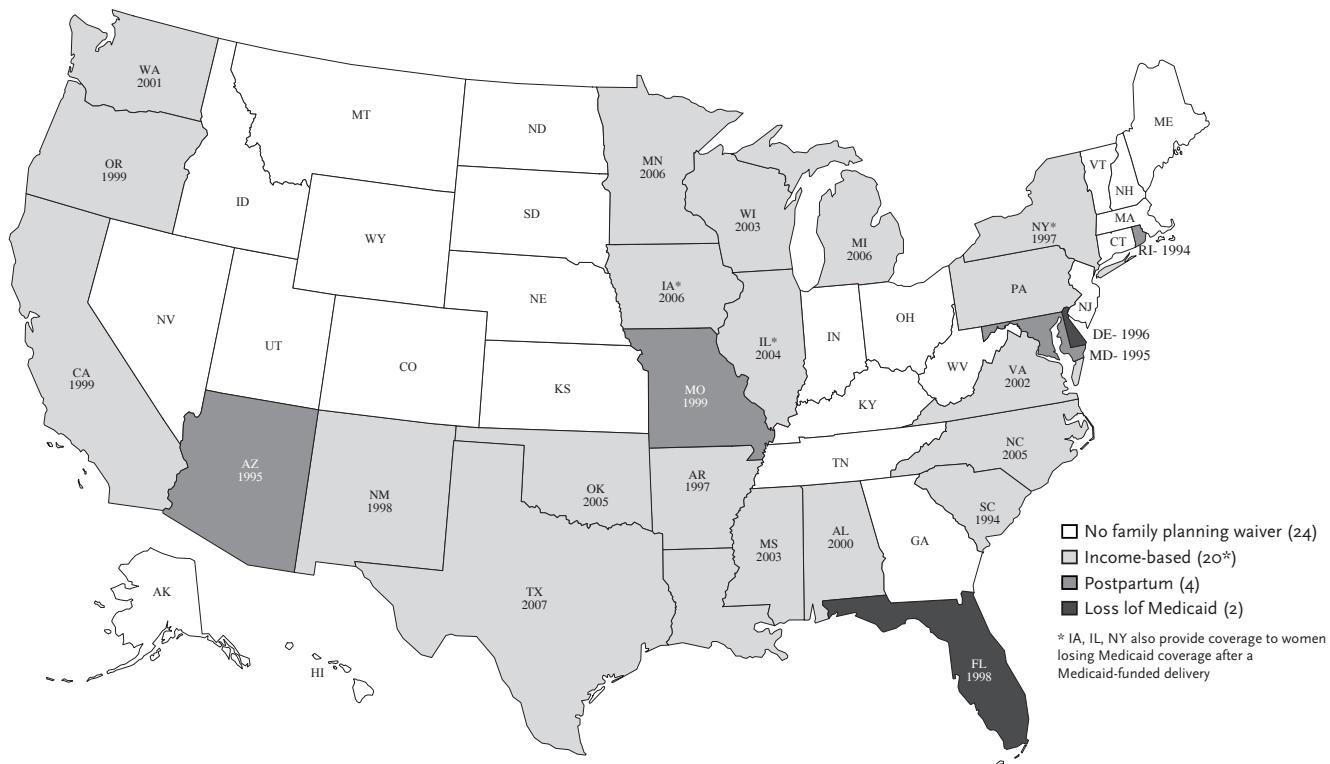 WA
2001
MT
ND
MN
2006
ME
OR
1999
ID
SD
WI
2003
MI
2006
VT
NH
NY*
1997
MA
CT
RI- 1994
WY
IA*
2006
NE
PA
NJ
NV
UT
CO
IL*
2004
IN
OH
DE- 1996
MD- 1995
CA
1999
KS
MO
1999
WV
VA
2002
KY
AZ
1995
NM
1998
OK
2005
AR
1997
TN
NC
2005
SC
1994
MS
2003
AL
2000
GA
AK
HI
TX
2007
FL
1998
No family planning waiver (24)
Income-based (20*)
Postpartum (4)
Loss lof Medicaid (2)
* IA, IL, NY also provide coverage to women
losing Medicaid coverage after a
Medicaid-funded delivery